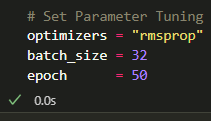 # Set Parameter Tuning
optimizers = "rmsprop"
batch_size = 32
epoch      = 50
0.0s